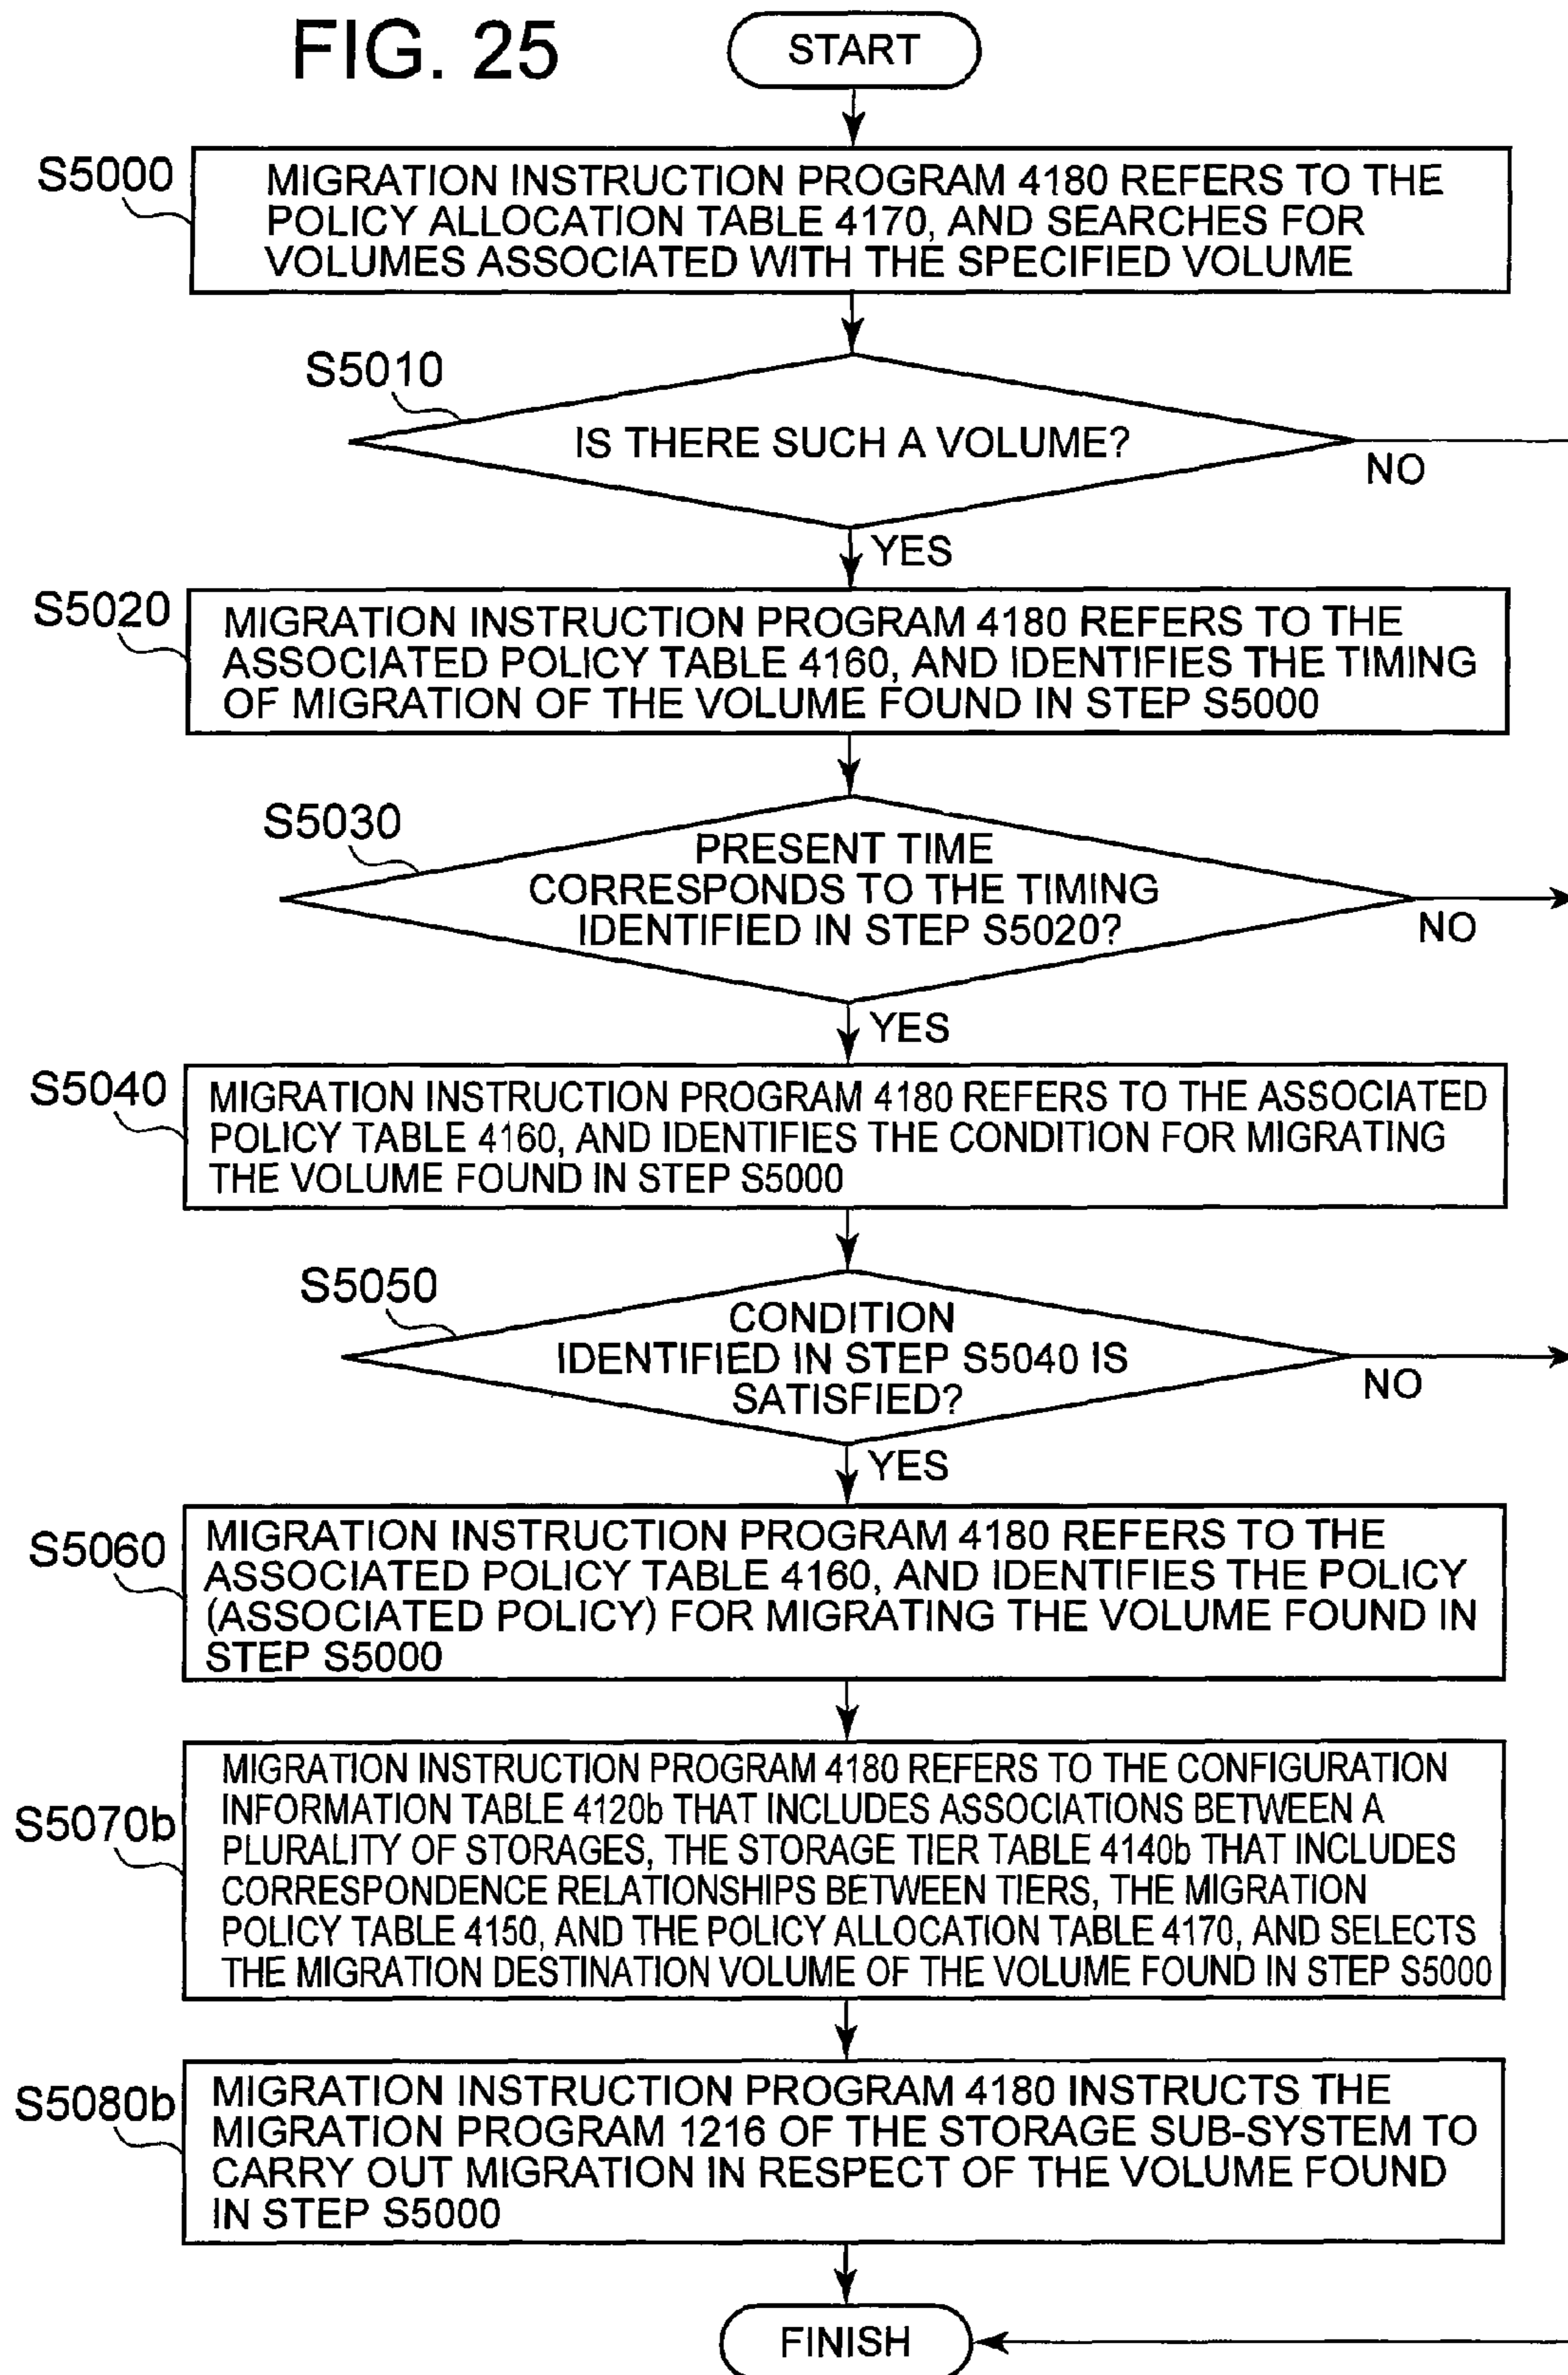 FIG. 25
START
S5000
MIGRATION INSTRUCTION PROGRAM 4180 REFERS TO THE
POLICY ALLOCATION TABLE 4170, AND SEARCHES FOR
VOLUMES ASSOCIATED WITH THE SPECIFIED VOLUME
S5010
IS THERE SUCH A VOLUME?
NO
YES
S5020
MIGRATION INSTRUCTION PROGRAM 4180 REFERS TO THE
ASSOCIATED POLICY TABLE 4160, AND IDENTIFIES THE TIMING
OF MIGRATION OF THE VOLUME FOUND IN STEP S5000
S5030
PRESENT TIME
CORRESPONDS TO THE TIMING
IDENTIFIED IN STEP S5020?
NO
YES
S5040
MIGRATION INSTRUCTION PROGRAM 4180 REFERS TO THE ASSOCIATED
POLICY TABLE 4160, AND IDENTIFIES THE CONDITION FOR MIGRATING
THE VOLUME FOUND IN STEP S5000
S5050
CONDITION
IDENTIFIED IN STEP S5040 IS
SATISFIED?
NO
YES
S5060
MIGRATION INSTRUCTION PROGRAM 4180 REFERS TO THE
ASSOCIATED POLICY TABLE 4160, AND IDENTIFIES THE POLICY
(ASSOCIATED POLICY) FOR MIGRATING THE VOLUME FOUND IN
STEP S5000
S5070b
MIGRATION INSTRUCTION PROGRAM 4180 REFERS TO THE CONFIGURATION
INFORMATION TABLE 4120b THAT INCLUDES ASSOCIATIONS BETWEEN A
PLURALITY OF STORAGES, THE STORAGE TIER TABLE 4140b THAT INCLUDES
CORRESPONDENCE RELATIONSHIPS BETWEEN TIERS, THE MIGRATION
POLICY TABLE 4150, AND THE POLICY ALLOCATION TABLE 4170, AND SELECTS
THE MIGRATION DESTINATION VOLUME OF THE VOLUME FOUND IN STEP S5000
S5080b
MIGRATION INSTRUCTION PROGRAM 4180 INSTRUCTS THE
MIGRATION PROGRAM 1216 OF THE STORAGE SUB-SYSTEM TO
CARRY OUT MIGRATION IN RESPECT OF THE VOLUME FOUND
IN STEP S5000
FINISH